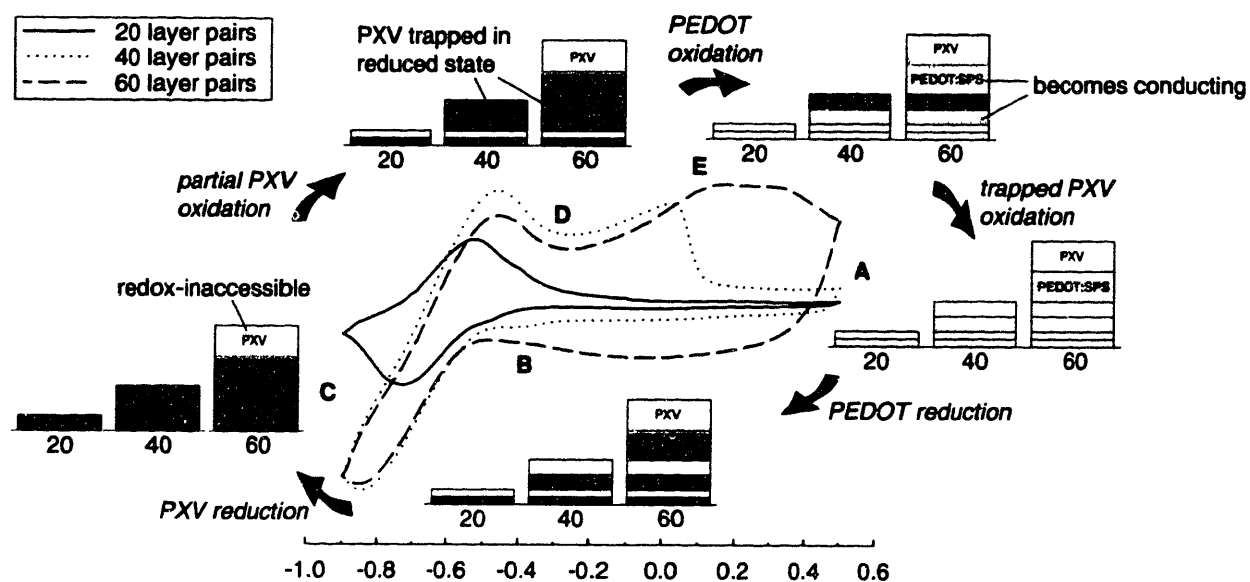 20 layer pairs
40 layer pairs
60 layer pairs
PXV trapped in
reduced state
PXV
20 40 60
PEDOT
oxidation
PXV
PEDOT:SPS
becomes conducting
20 40 60
partial PXV
oxidation
trapped PXV
oxidation
E
D
A
B
C
PXV
PEDOT:SPS
20 40 60
redox-inaccessible
PXV
20 40 60
PEDOT reduction
PXV
20 40 60
PXV reduction
-1.0 -0.8 -0.6 -0.4 -0.2 0.0 0.2 0.4 0.6